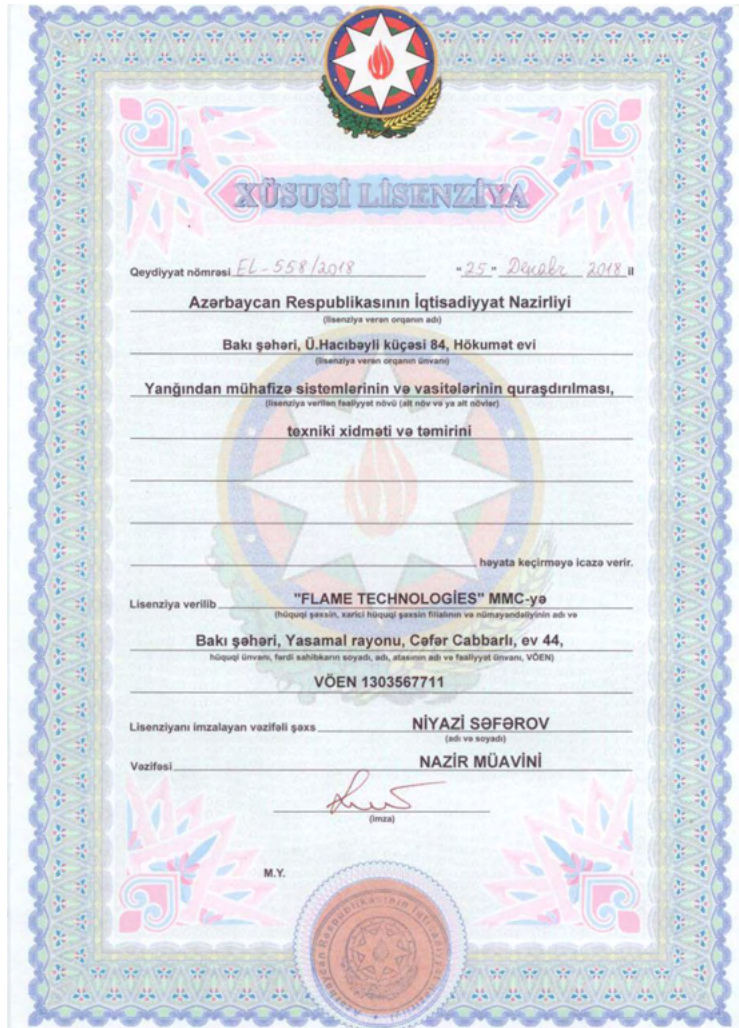 XÜSUSİ LİSENZİYA
Qeydiyyat nömrəsi EL-558/2018 "25" Dekabr 2018 il
Azərbaycan Respublikasının İqtisadiyyat Nazirliyi
(lisenziya verən orqanın adı)
Bakı şəhəri, Ü.Hacıbəyli küçəsi 84, Hökumət evi
(lisenziya verən orqanın ünvanı)
Yanğından mühafizə sistemlərinin və vasitələrinin quraşdırılması,
(lisenziya verilən fəaliyyət növü (alt növ və ya alt növlər)
texniki xidməti və təmirini
həyata keçirməyə icazə verir.
Lisenziya verilib "FLAME TECHNOLOGİES" MMC-yə
(hüquqi şəxsin, xarici hüquqi şəxsin filialının və nümayəndəliyinin adı və
Bakı şəhəri, Yasamal rayonu, Cəfər Cabbarlı, ev 44,
hüquqi ünvanı, fərdi sahibkarın soyadı, adı, atasının adı və fəaliyyət ünvanı, VÖEN)
VÖEN 1303567711
Lisenziyanı imzalayan vəzifəli şəxs NİYAZİ SƏFƏROV
(adı və soyadı)
Vəzifəsi NAZİR MÜAVİNİ
(imza)
M.Y.
Azərbaycan Respublikasının İqtisadiyyat Nazirliyi